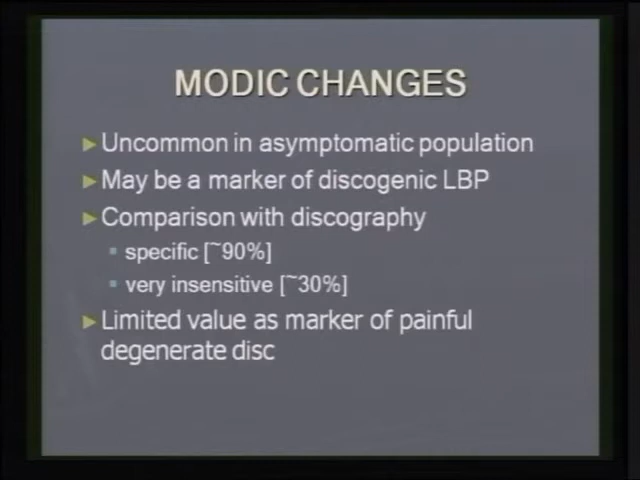 MODIC CHANGES
Uncommon in asymptomatic population
May be a marker of discogenic LBP
Comparison with discography
specific [~90%]
very insensitive [~30%]
Limited value as marker of painful
degenerate disc